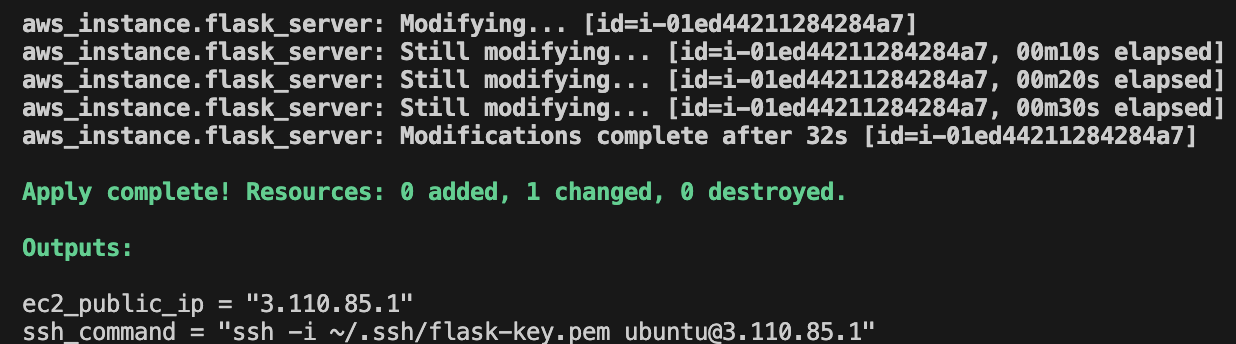 aws_instance.flask_server: Modifying... [id=i-01ed44211284284a7]
aws_instance.flask_server: Still modifying... [id=i-01ed44211284284a7, 00m10s elapsed]
aws_instance.flask_server: Still modifying... [id=i-01ed44211284284a7, 00m20s elapsed]
aws_instance.flask_server: Still modifying... [id=i-01ed44211284284a7, 00m30s elapsed]
aws_instance.flask_server: Modifications complete after 32s [id=i-01ed44211284284a7]
Apply complete! Resources: 0 added, 1 changed, 0 destroyed.
Outputs:
ec2_public_ip = "3.110.85.1"
ssh_command = "ssh -i ~/.ssh/flask-key.pem ubuntu@3.110.85.1"